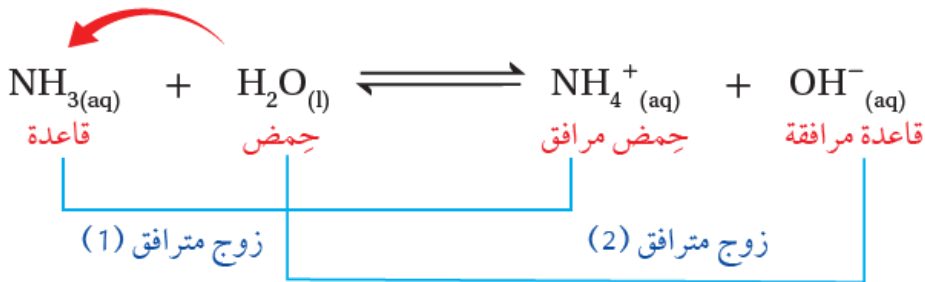 NH₃(aq) + H₂O(l) ⇌ NH₄⁺(aq) + OH⁻(aq)
قاعدة حِمض حِمض مرافق قاعدة مرافقة
زوج مترافق (1) زوج مترافق (2)